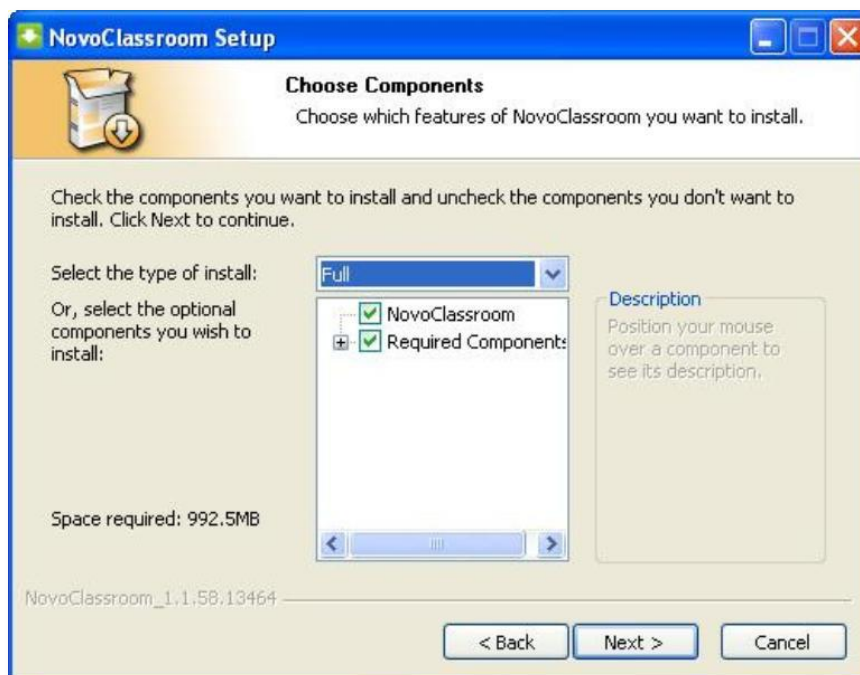 NovoClassroom Setup
Choose Components
Choose which features of NovoClassroom you want to install.
Check the components you want to install and uncheck the components you don't want to
install. Click Next to continue.
Select the type of install:
Full
Or, select the optional
components you wish to
install:
NovoClassroom
Required Components
Description
Position your mouse
over a component to
see its description.
Space required: 992.5MB
NovoClassroom_1.1.58.13464
< Back
Next >
Cancel